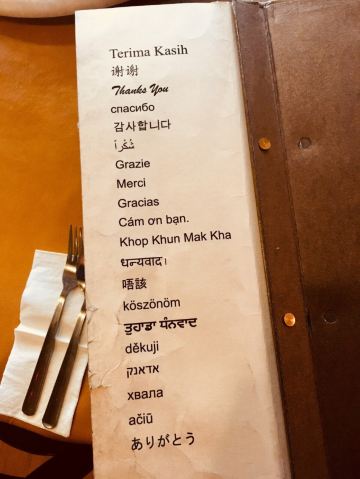 Terima Kasih
谢谢
Thanks You
спасибо
감사합니다
شُكْرًا
Grazie
Merci
Gracias
Cám ơn bạn.
Khop Khun Mak Kha
धन्यवाद।
唔該
köszönöm
ਤੁਹਾਡਾ ਧੰਨਵਾਦ
děkuji
אדאנק
хвала
ačiū
ありがとう